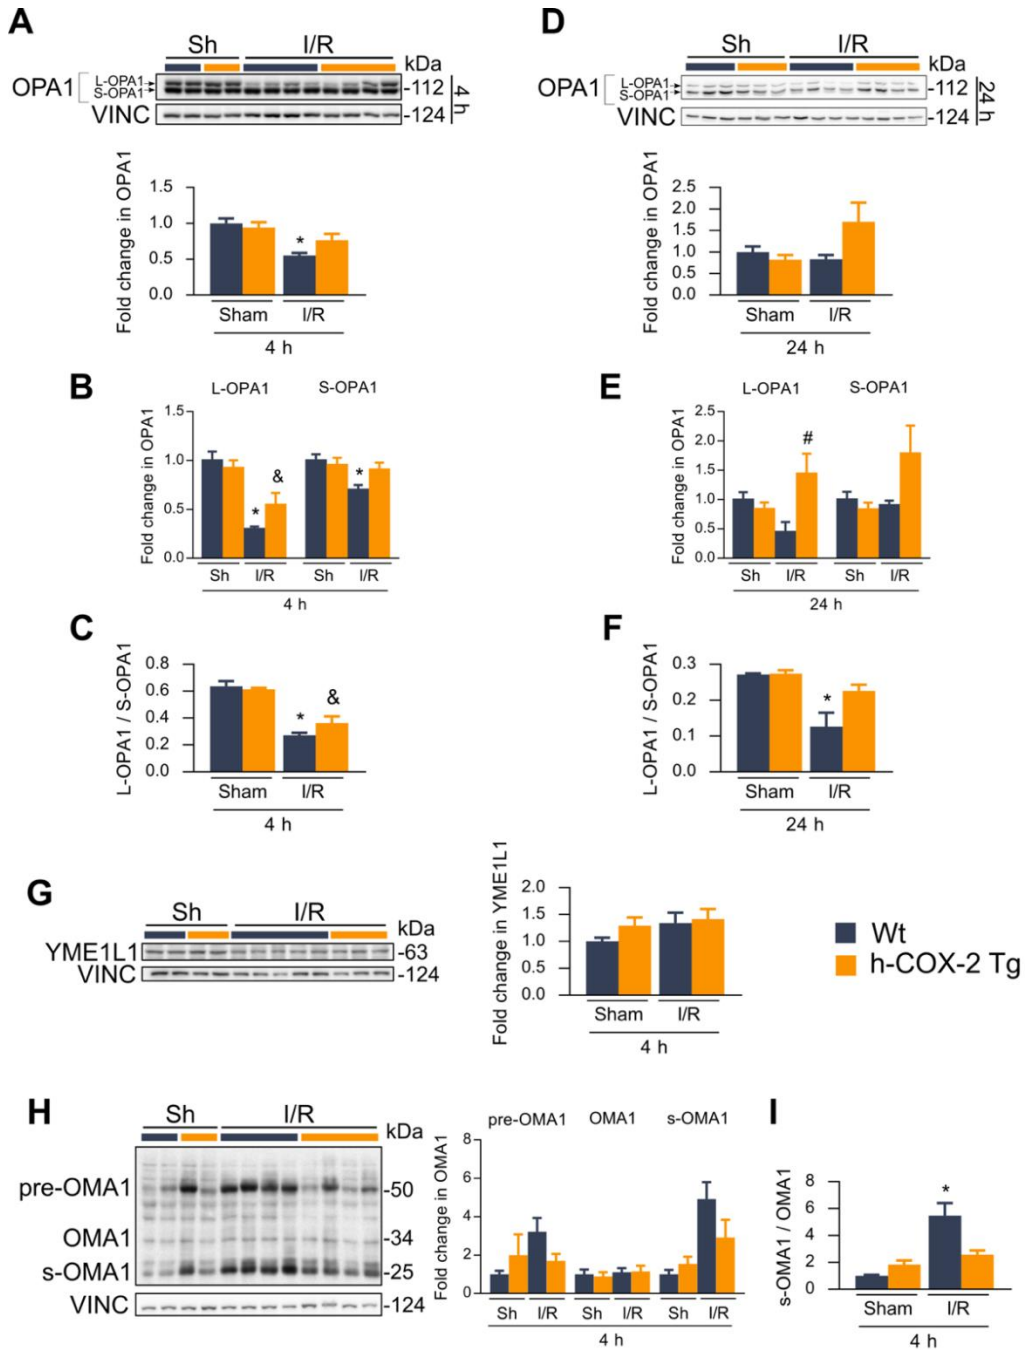 A
Sh I/R
kDa
OPA1 L-OPA1 -112
S-OPA1
VINC -124
4 h
Fold change in OPA1
1.5
1.0
0.5
0.0
Sham I/R
4 h
D
Sh I/R
kDa
OPA1 L-OPA1 -112
S-OPA1
VINC -124
24 h
Fold change in OPA1
2.5
2.0
1.5
1.0
0.5
0.0
Sham I/R
24 h
*
B
L-OPA1 S-OPA1
Fold change in OPA1
1.5
1.0
0.5
0.0
* & *
Sh I/R Sh I/R
4 h
E
L-OPA1 S-OPA1
Fold change in OPA1
2.5
2.0
1.5
1.0
0.5
0.0
#
Sh I/R Sh I/R
24 h
C
L-OPA1 / S-OPA1
0.8
0.6
0.4
0.2
0.0
* &
Sham I/R
4 h
F
L-OPA1 / S-OPA1
0.3
0.2
0.1
0.0
*
Sham I/R
24 h
G
Sh I/R
kDa
YME1L1 -63
VINC -124
Fold change in YME1L1
2.0
1.5
1.0
0.5
0.0
Sham I/R
4 h
Wt
h-COX-2 Tg
H
Sh I/R
kDa
pre-OMA1 -50
OMA1 -34
s-OMA1 -25
VINC -124
pre-OMA1 OMA1 s-OMA1
Fold change in OMA1
8
6
4
2
0
Sh I/R Sh I/R Sh I/R
4 h
I
s-OMA1 / OMA1
8
6
4
2
0
*
Sham I/R
4 h